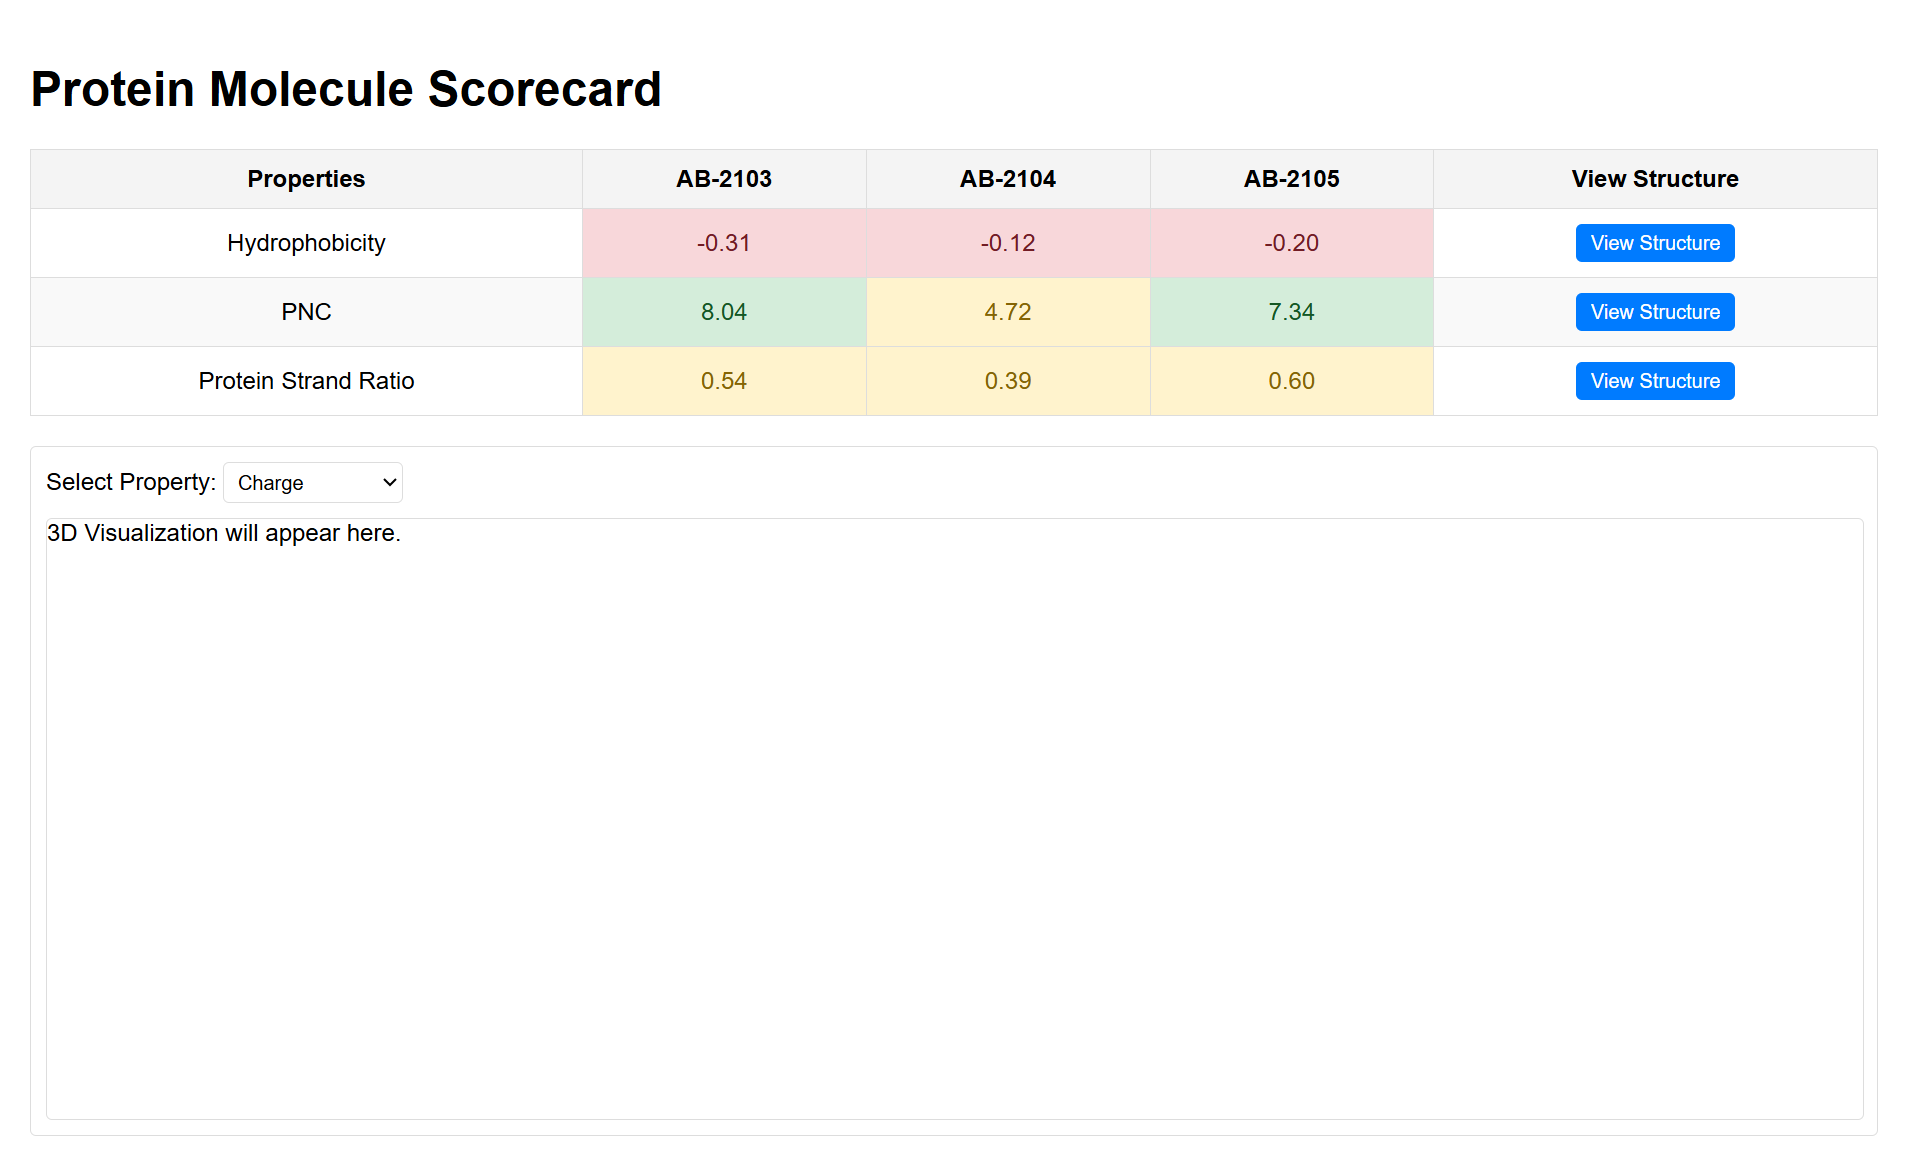 Protein Molecule Scorecard
Properties AB-2103 AB-2104 AB-2105 View Structure
Hydrophobicity -0.31 -0.12 -0.20 View Structure
PNC 8.04 4.72 7.34 View Structure
Protein Strand Ratio 0.54 0.39 0.60 View Structure
Select Property: Charge
3D Visualization will appear here.